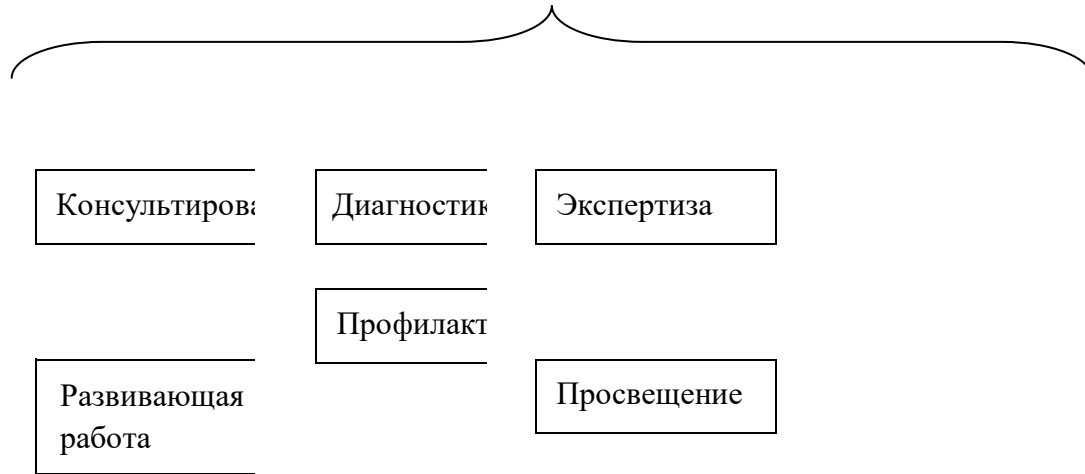 Консультирова
Диагностик
Экспертиза
Профилакт
Развивающая
работа
Просвещение